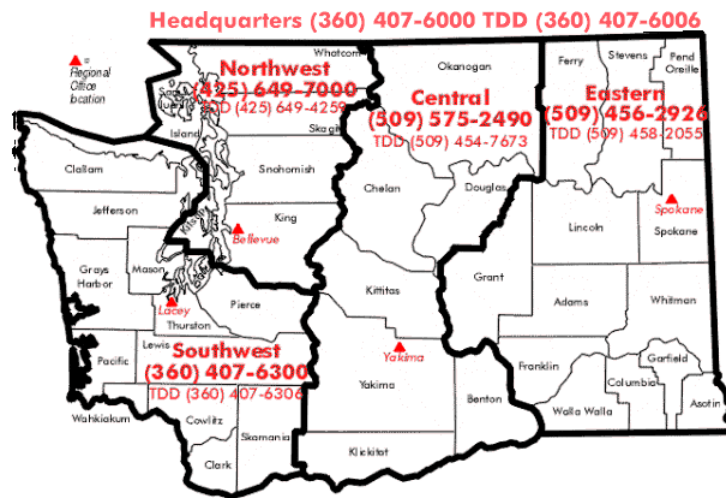 Headquarters (360) 407-6000 TDD (360) 407-6006
▲ =
Regional
Office
location
Northwest
(425) 649-7000
TDD (425) 649-4259
Central
(509) 575-2490
TDD (509) 454-7673
Eastern
(509) 456-2926
TDD (509) 458-2055
Southwest
(360) 407-6300
TDD (360) 407-6306
Whatcom
Okanogan
Ferry
Stevens
Pend
Oreille
Island
Skagit
Clallam
Snohomish
Chelan
Douglas
Jefferson
Kitsap
King
Bellevue
Spokane
Lincoln
Spokane
Grays
Harbor
Mason
Pierce
Kittitas
Grant
Adams
Whitman
Lacey
Thurston
Pacific
Lewis
Yakima
Yakima
Franklin
Garfield
Columbia
Benton
Walla Walla
Asotin
Wahkiakum
Cowlitz
Skamania
Clark
Klickitat